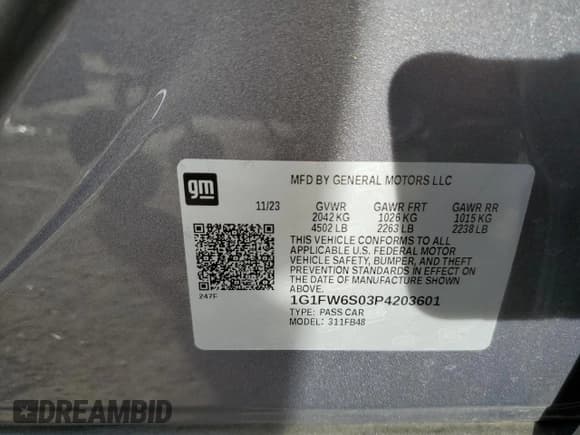 gm
MFD BY GENERAL MOTORS LLC
11/23 GVWR GAWR FRT GAWR RR
2042 KG 1026 KG 1015 KG
4502 LB 2263 LB 2238 LB
THIS VEHICLE CONFORMS TO ALL
APPLICABLE U.S. FEDERAL MOTOR
VEHICLE SAFETY, BUMPER, AND THEFT
PREVENTION STANDARDS IN EFFECT ON
THE DATE OF MANUFACTURE SHOWN
ABOVE.
247F
1G1FW6S03P4203601
TYPE: PASS CAR
MODEL: 311FB48
DREAMBID